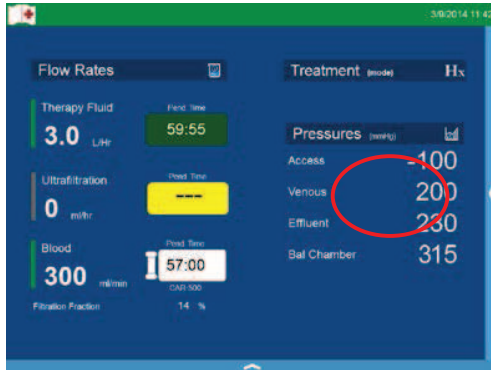 3/9/2014 11:42
Flow Rates
Therapy Fluid
3.0 L/Hr
Pend Time
59:55
Ultrafiltration
0 ml/hr
Pend Time
---
Blood
300 ml/min
Pend Time
57:00
CAR 500
Filtration Fraction 14 %
Treatment (mode) Hx
Pressures (mmHg)
Access -100
Venous 200
Effluent 230
Bal Chamber 315